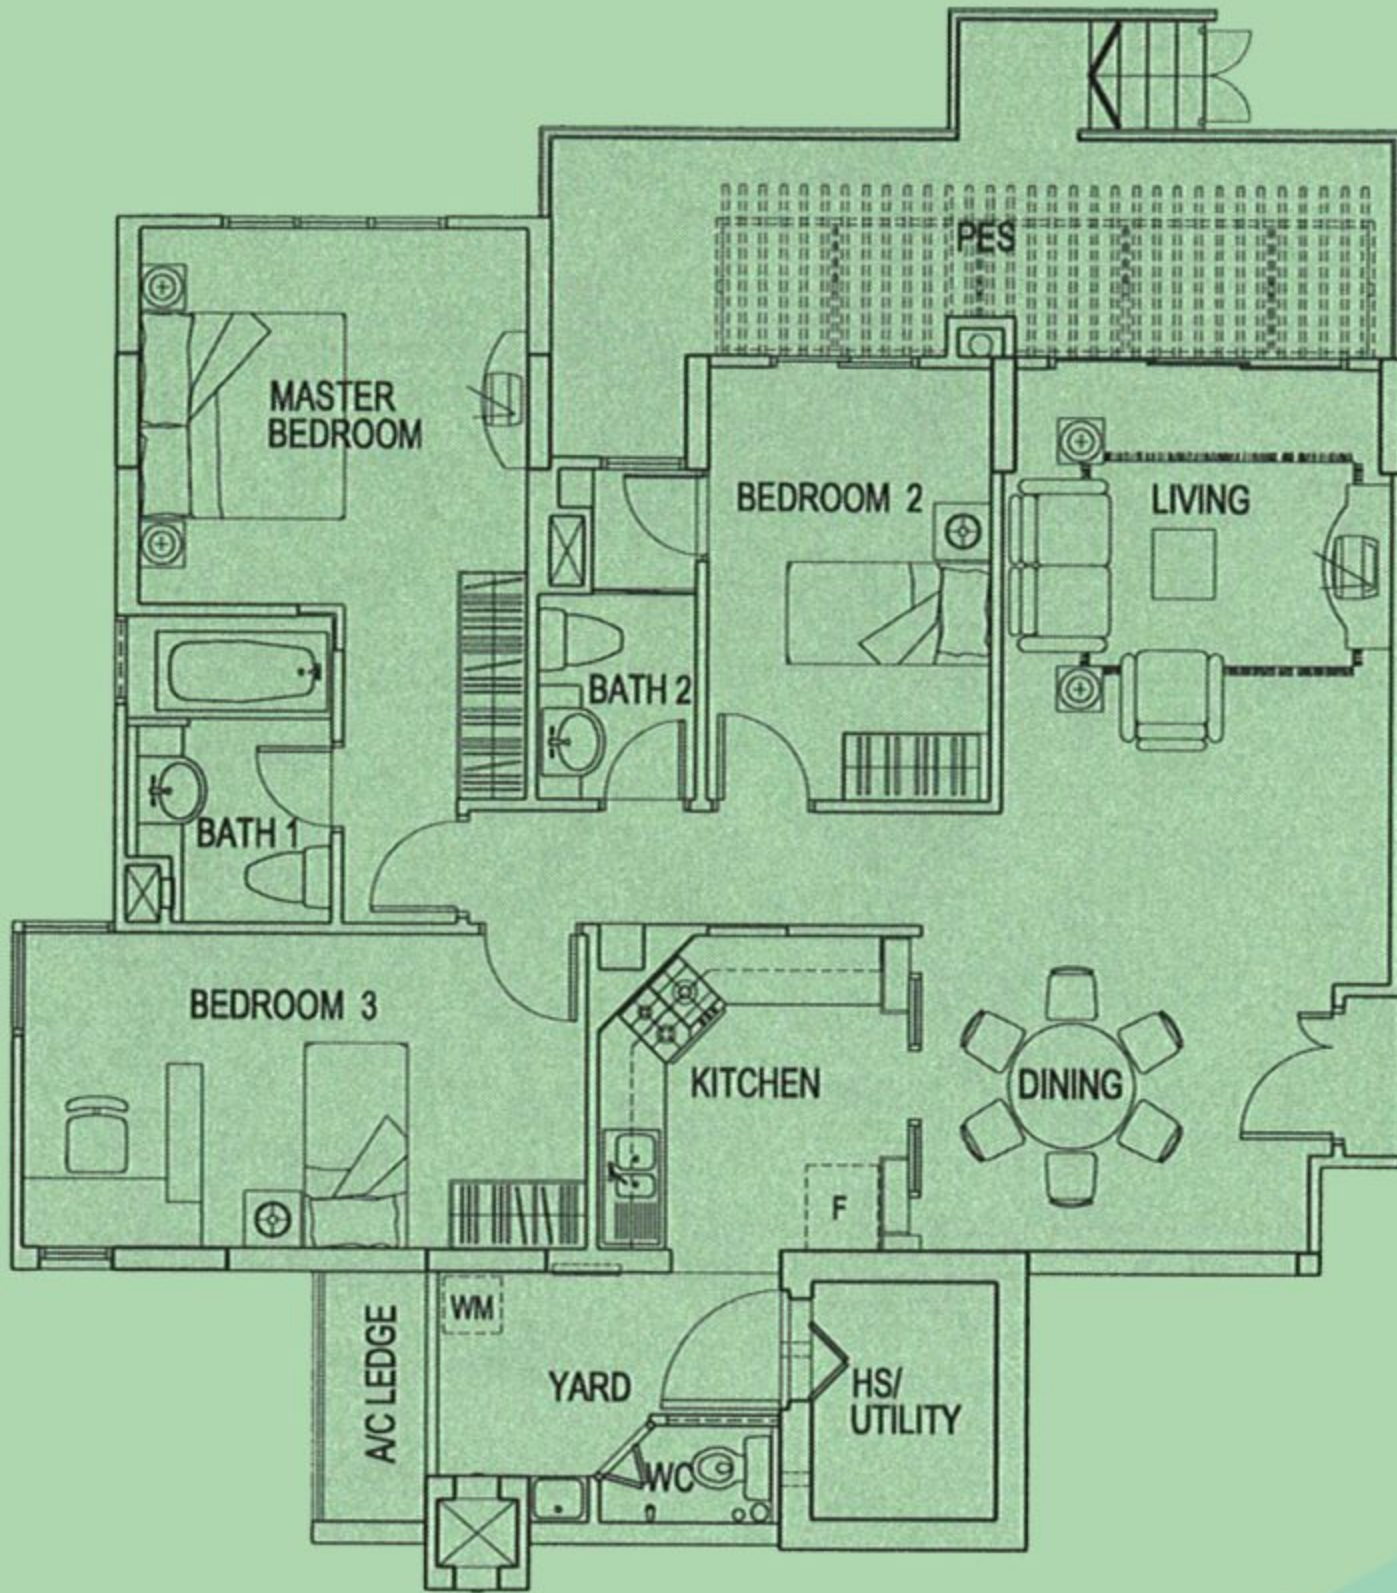 PES
MASTER
BEDROOM
BEDROOM 2
LIVING
BATH 2
BATH 1
BEDROOM 3
KITCHEN
DINING
F
WM
A/C LEDGE
YARD
HS/
UTILITY
WC